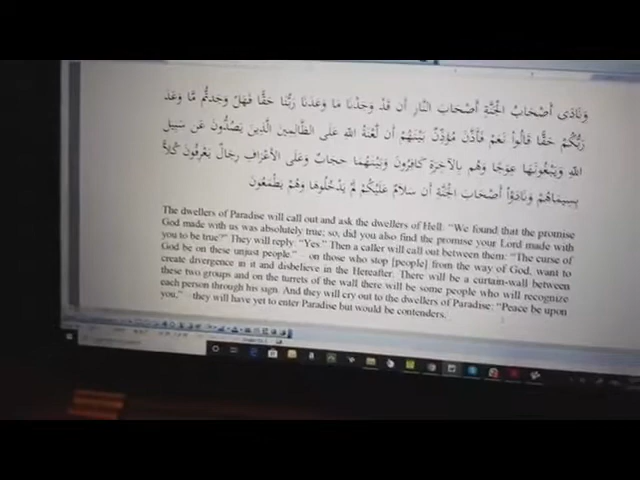 وَنَادَى أَصْحَابُ الْجَنَّةِ أَصْحَابَ النَّارِ أَن قَدْ وَجَدْنَا مَا وَعَدَنَا رَبُّنَا حَقًّا فَهَلْ وَجَدتُّم مَّا وَعَدَ
رَبُّكُمْ حَقًّا قَالُواْ نَعَمْ فَأَذَّنَ مُؤَذِّنٌ بَيْنَهُمْ أَن لَّعْنَةُ اللّهِ عَلَى الظَّالِمِينَ الَّذِينَ يَصُدُّونَ عَن سَبِيلِ
اللّهِ وَيَبْغُونَهَا عِوَجًا وَهُم بِالآخِرَةِ كَافِرُونَ وَبَيْنَهُمَا حِجَابٌ وَعَلَى الأَعْرَافِ رِجَالٌ يَعْرِفُونَ كُلاًّ
بِسِيمَاهُمْ وَنَادَوْاْ أَصْحَابَ الْجَنَّةِ أَن سَلاَمٌ عَلَيْكُمْ لَمْ يَدْخُلُوهَا وَهُمْ يَطْمَعُونَ
The dwellers of Paradise will call out and ask the dwellers of Hell: “We found that the promise
God made with us was absolutely true; so, did you also find the promise your Lord made with
you to be true?” They will reply: “Yes.” Then a caller will call out between them: “The curse of
God be on these unjust people.” ... on those who stop [people] from the way of God, want to
create divergence in it and disbelieve in the Hereafter. There will be a curtain-wall between
these two groups and on the turrets of the wall there will be some people who will recognize
each person through his sign. And they will cry out to the dwellers of Paradise: “Peace be upon
you,” they will have yet to enter Paradise but would be contenders.